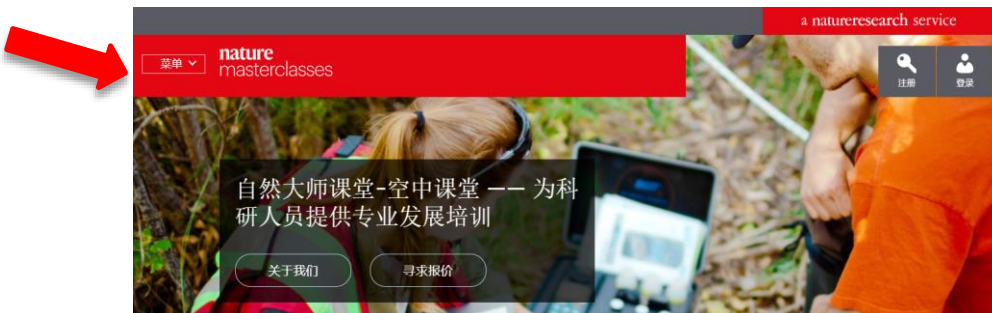 a natureresearch service
菜单
nature
masterclasses
注册
登录
自然大师课堂-空中课堂 —— 为科
研人员提供专业发展培训
关于我们
寻求报价